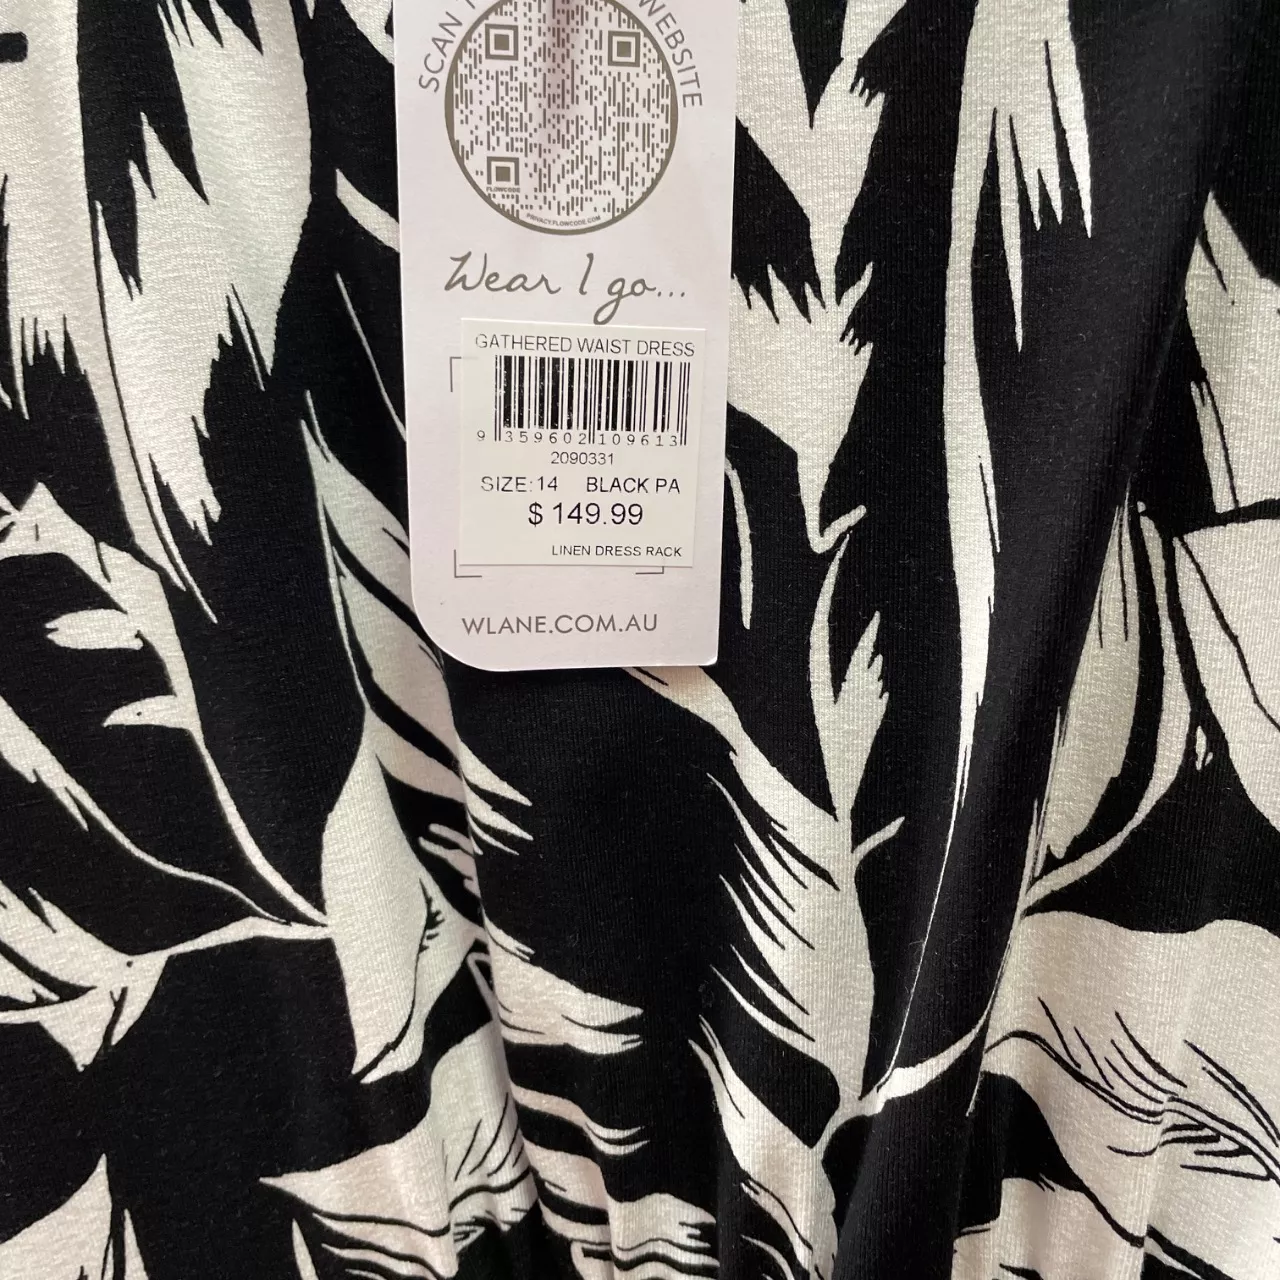 SCAN
WEBSITE
FLOWCODE
PRIVACY.FLOWCODE.COM
Wear I go...
GATHERED WAIST DRESS
9 359602 109613
2090331
SIZE:14 BLACK PA
$ 149.99
LINEN DRESS RACK
WLANE.COM.AU